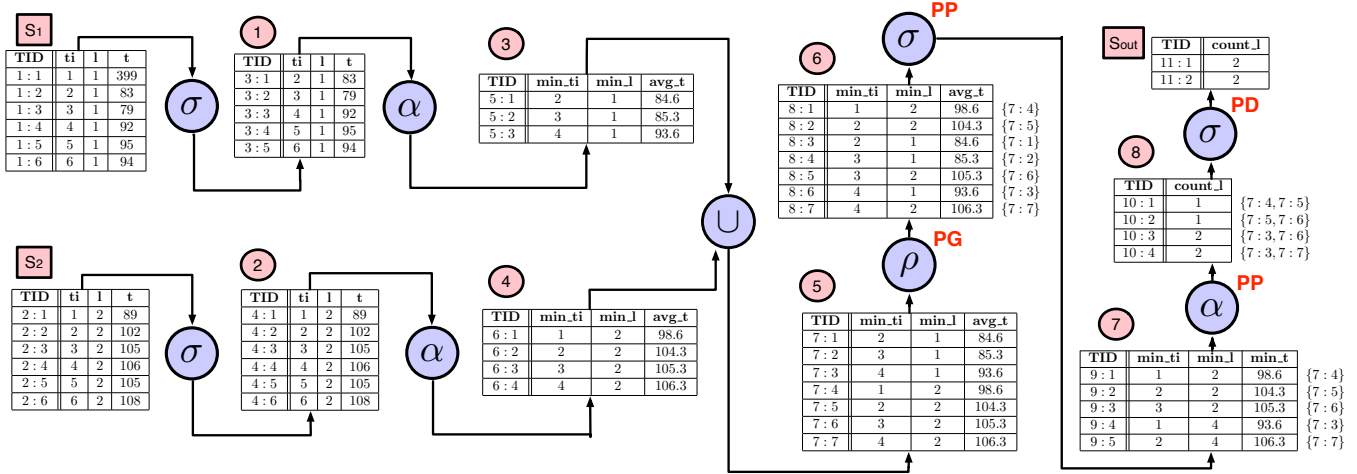 S1
TID ti l t
1 : 1 1 1 399
1 : 2 2 1 83
1 : 3 3 1 79
1 : 4 4 1 92
1 : 5 5 1 95
1 : 6 6 1 94
σ
1
TID ti l t
3 : 1 2 1 83
3 : 2 3 1 79
3 : 3 4 1 92
3 : 4 5 1 95
3 : 5 6 1 94
α
3
TID min_ti min_l avg_t
5 : 1 2 1 84.6
5 : 2 3 1 85.3
5 : 3 4 1 93.6
S2
TID ti l t
2 : 1 1 2 89
2 : 2 2 2 102
2 : 3 3 2 105
2 : 4 4 2 106
2 : 5 5 2 105
2 : 6 6 2 108
σ
2
TID ti l t
4 : 1 1 2 89
4 : 2 2 2 102
4 : 3 3 2 105
4 : 4 4 2 106
4 : 5 5 2 105
4 : 6 6 2 108
α
4
TID min_ti min_l avg_t
6 : 1 1 2 98.6
6 : 2 2 2 104.3
6 : 3 3 2 105.3
6 : 4 4 2 106.3
∪
5
TID min_ti min_l avg_t
7 : 1 2 1 84.6
7 : 2 3 1 85.3
7 : 3 4 1 93.6
7 : 4 1 2 98.6
7 : 5 2 2 104.3
7 : 6 3 2 105.3
7 : 7 4 2 106.3
PG
ρ
6
TID min_ti min_l avg_t
8 : 1 1 2 98.6 {7 : 4}
8 : 2 2 2 104.3 {7 : 5}
8 : 3 2 1 84.6 {7 : 1}
8 : 4 3 1 85.3 {7 : 2}
8 : 5 3 2 105.3 {7 : 6}
8 : 6 4 1 93.6 {7 : 3}
8 : 7 4 2 106.3 {7 : 7}
PP
σ
7
TID min_ti min_l min_t
9 : 1 1 2 98.6 {7 : 4}
9 : 2 2 2 104.3 {7 : 5}
9 : 3 3 2 105.3 {7 : 6}
9 : 4 1 4 93.6 {7 : 3}
9 : 5 2 4 106.3 {7 : 7}
PP
α
8
TID count_l
10 : 1 1 {7 : 4, 7 : 5}
10 : 2 1 {7 : 5, 7 : 6}
10 : 3 2 {7 : 3, 7 : 6}
10 : 4 2 {7 : 3, 7 : 7}
PD
σ
Sout
TID count_l
11 : 1 2
11 : 2 2